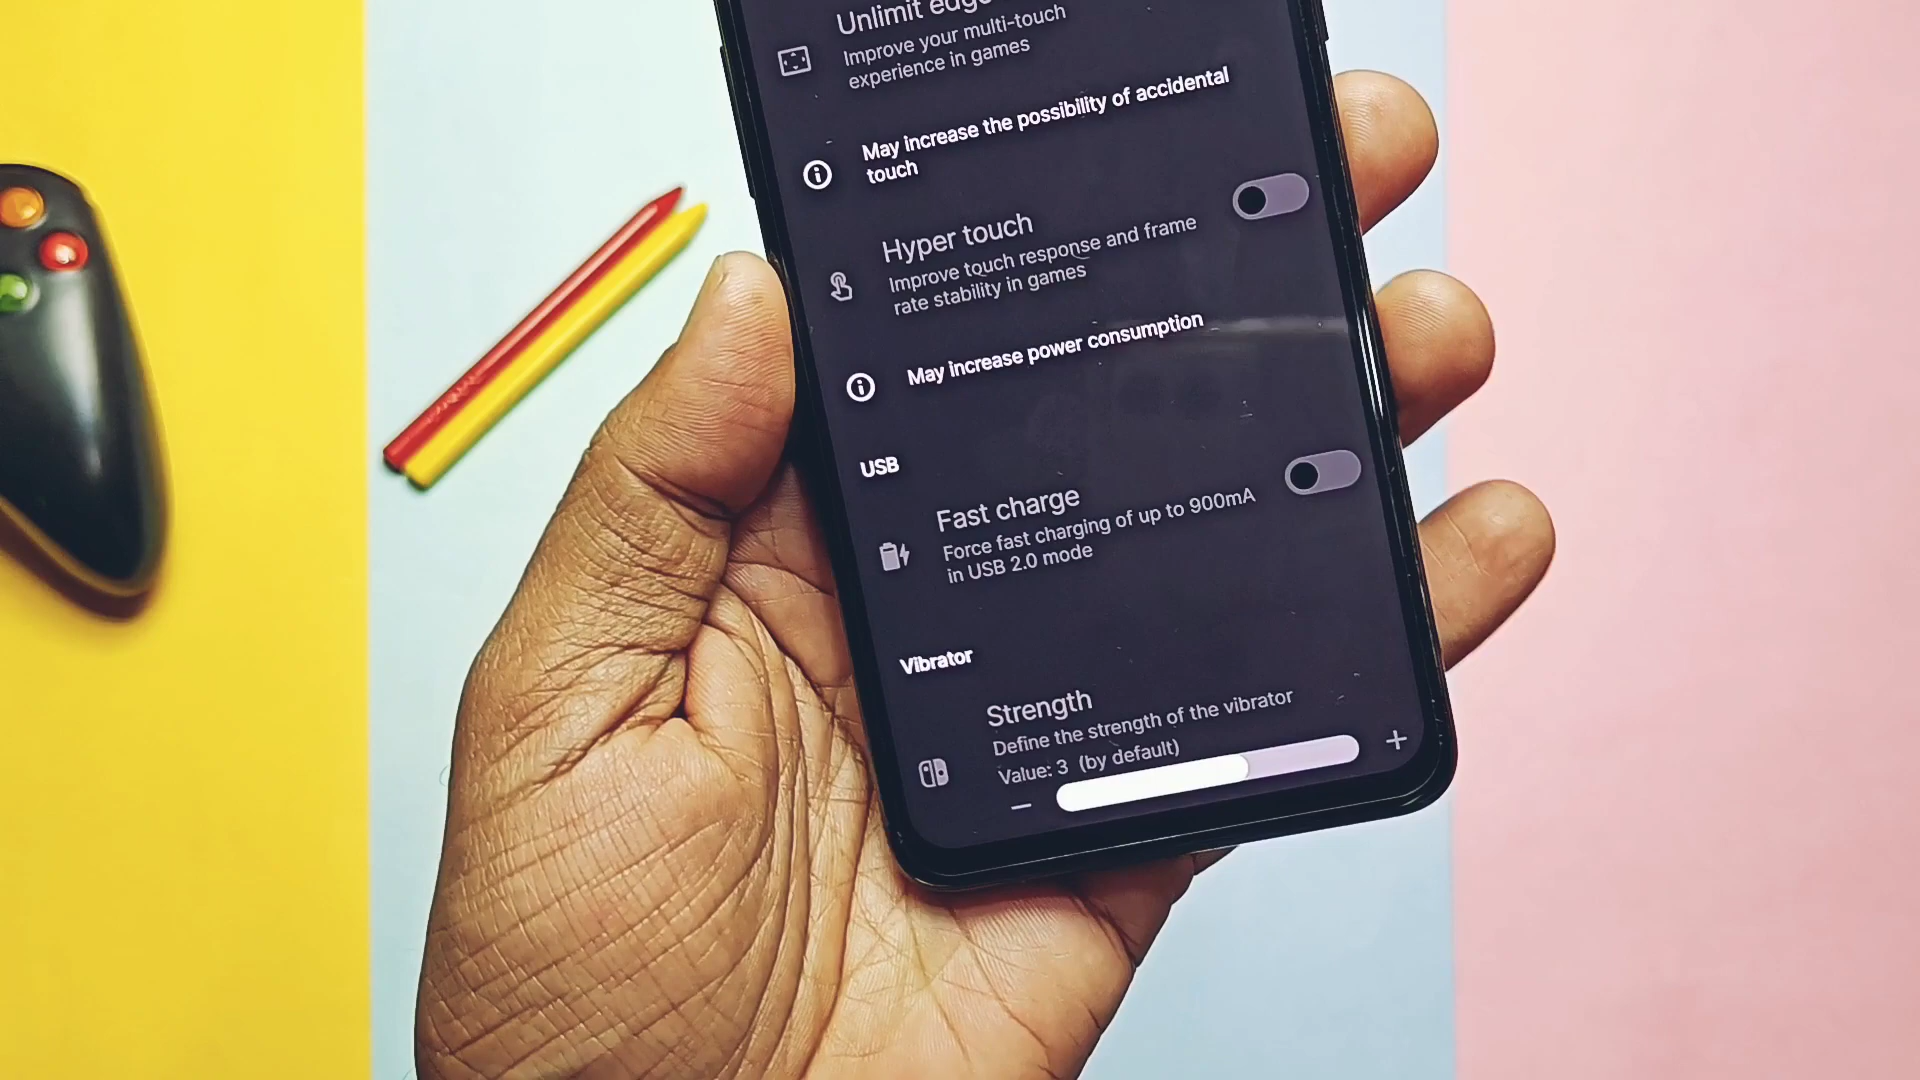 Unlimit edge
Improve your multi-touch
experience in games
May increase the possibility of accidental
touch
Hyper touch
Improve touch response and frame
rate stability in games
May increase power consumption
USB
Fast charge
Force fast charging of up to 900mA
in USB 2.0 mode
Vibrator
Strength
Define the strength of the vibrator
Value: 3 (by default)